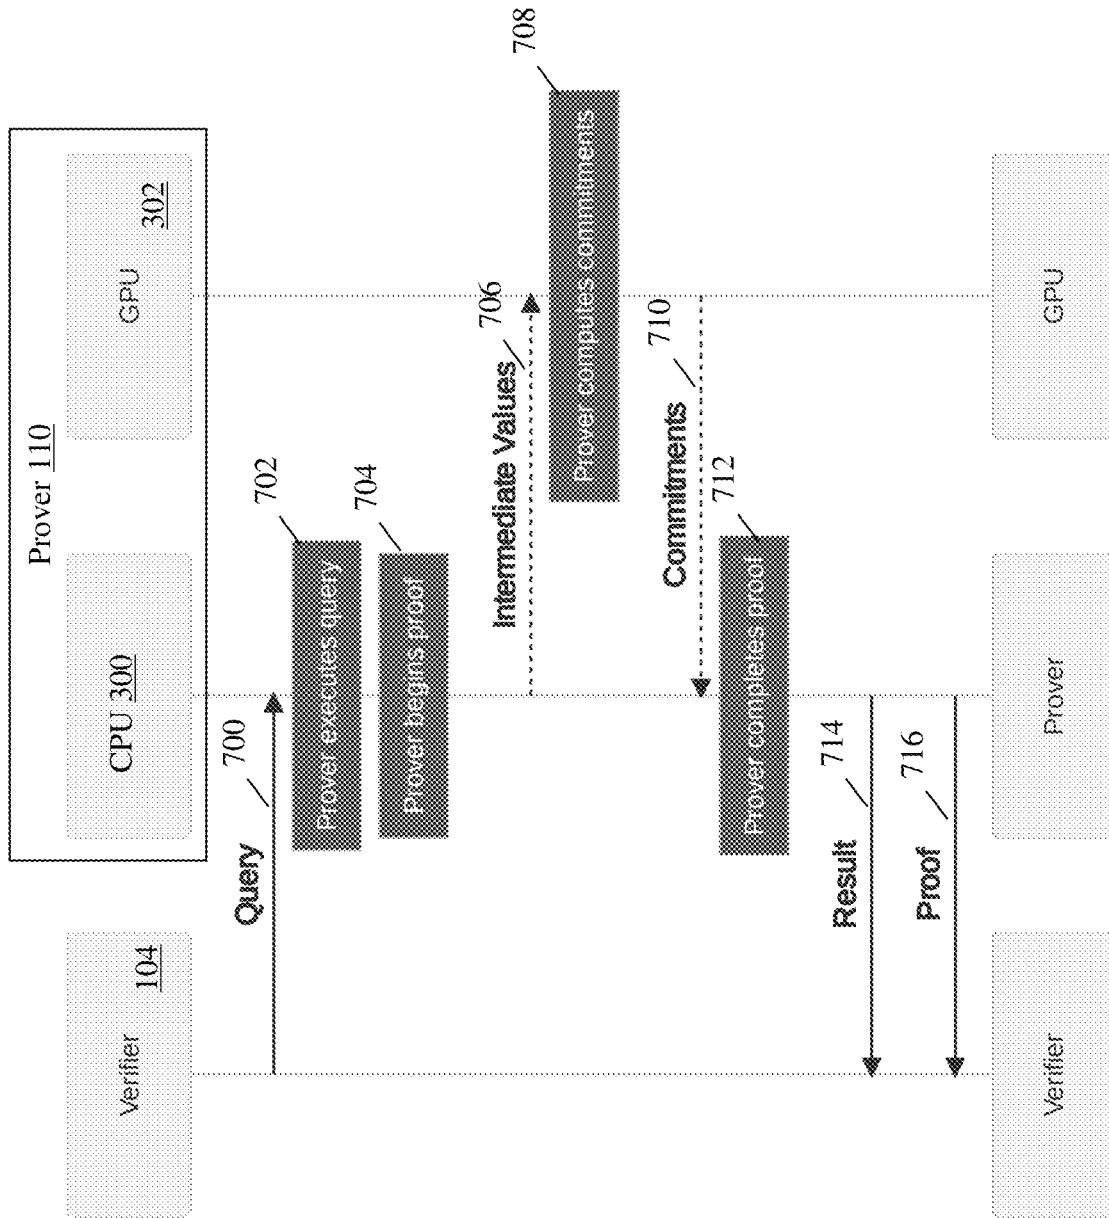 Prover 110
Verifier
104
CPU 300
GPU
302
Query
700
Prover executes query
702
Prover begins proof
704
Intermediate Values
706
Prover computes commitments
708
Commitments
710
Prover completes proof
712
Result
714
Proof
716
Verifier
Prover
GPU